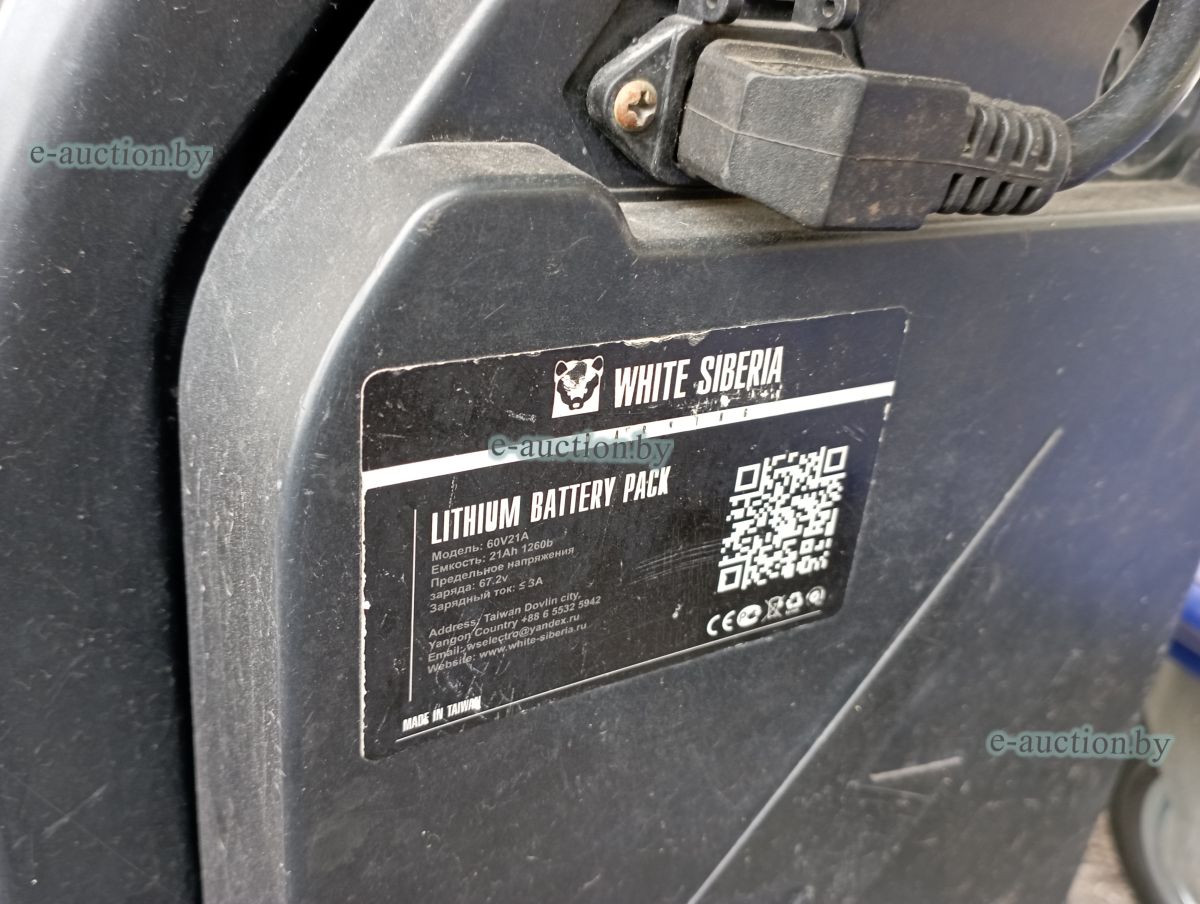 e-auction.by
WHITE SIBERIA
e-auction.by
LITHIUM BATTERY PACK
Модель: 60V21A
Емкость: 21Ah 1260b
Предельное напряжения
заряда: 67.2v
Зарядный ток: ≤ 3A
Address, Taiwan Dovlin city,
Yangon Country +88 6 5532 5942
Email: wselectro@yandex.ru
Website: www.white-siberia.ru
CE
MADE IN TAIWAN
e-auction.by